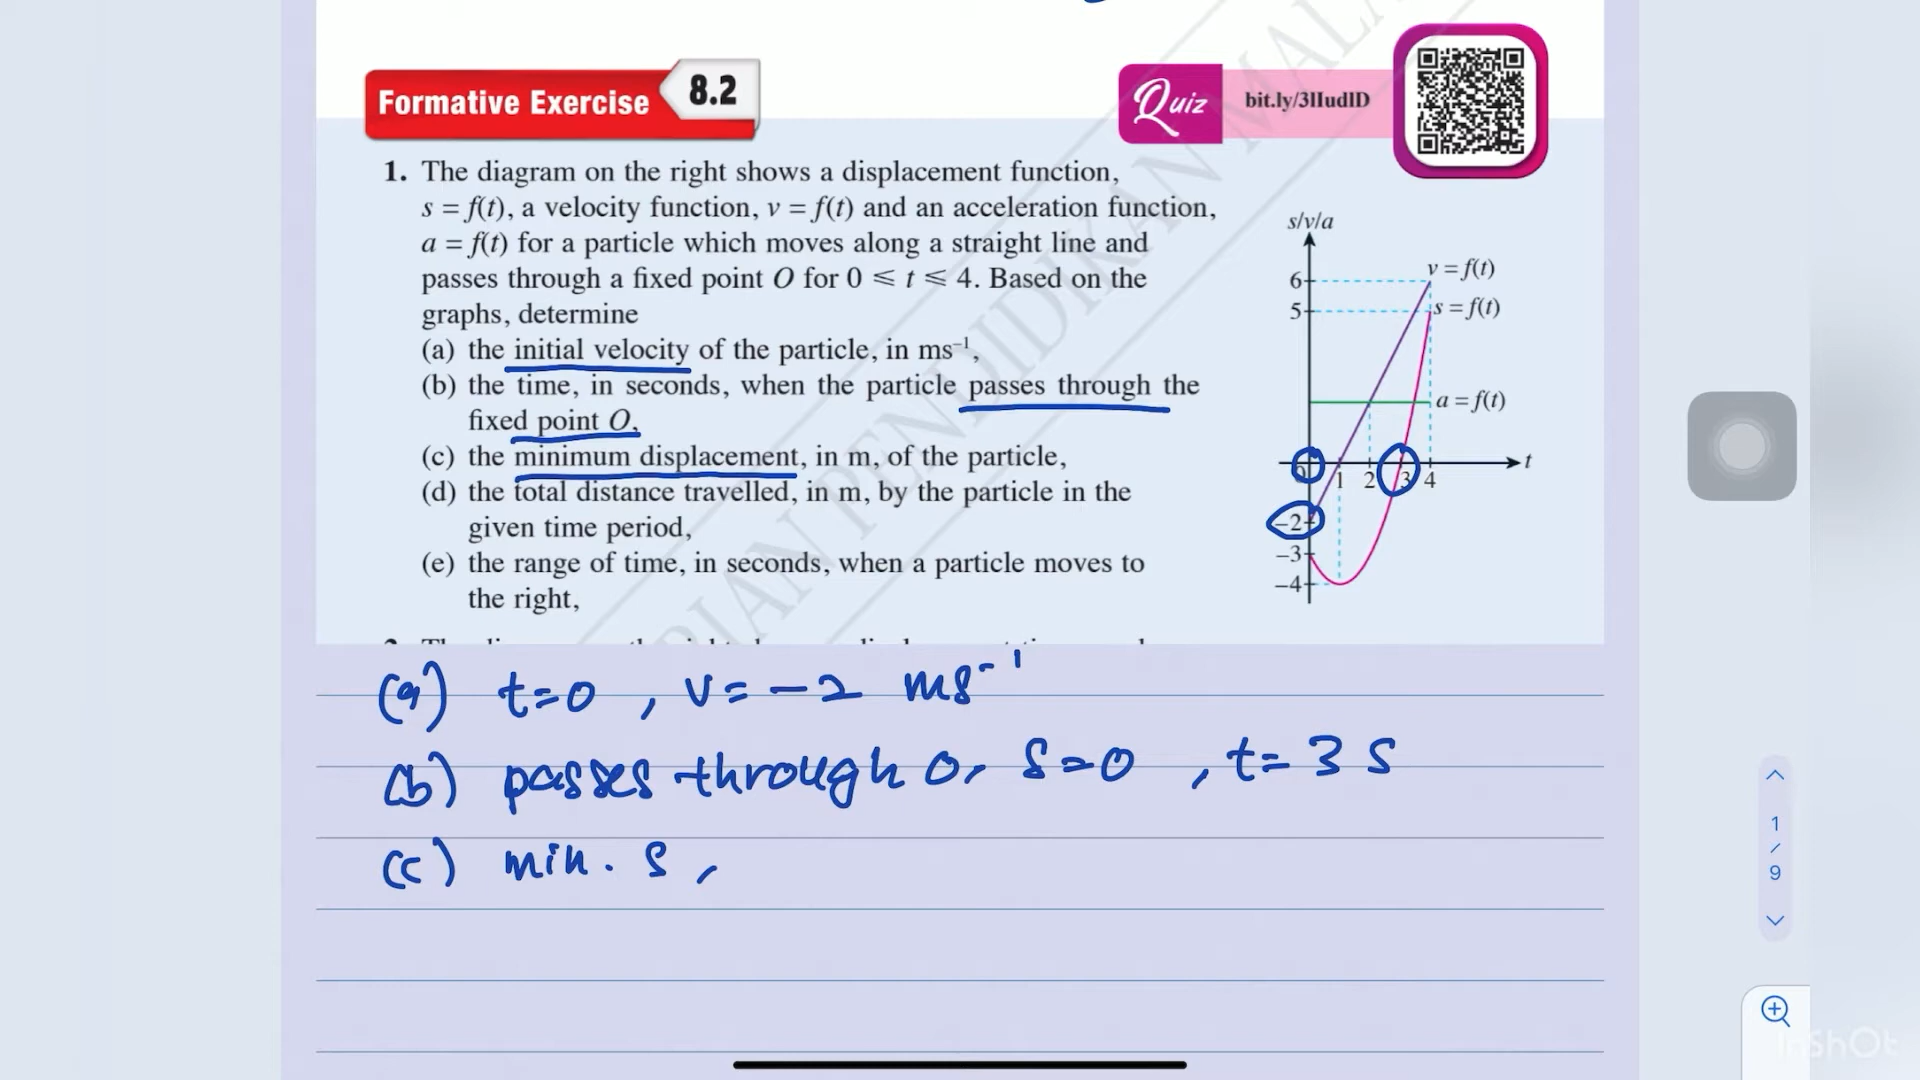 Formative Exercise 8.2
Quiz bit.ly/3IIudlD
1. The diagram on the right shows a displacement function,
s = f(t), a velocity function, v = f(t) and an acceleration function,
a = f(t) for a particle which moves along a straight line and
passes through a fixed point O for 0 ⩽ t ⩽ 4. Based on the
graphs, determine
(a) the initial velocity of the particle, in ms⁻¹,
(b) the time, in seconds, when the particle passes through the
fixed point O,
(c) the minimum displacement, in m, of the particle,
(d) the total distance travelled, in m, by the particle in the
given time period,
(e) the range of time, in seconds, when a particle moves to
the right,
s/v/a
6
v = f(t)
5
s = f(t)
a = f(t)
0 1 2 3 4 t
–2
–3
–4
(a) t=0 , v= -2 ms⁻¹
(b) passes through O, s=0 , t= 3 s
(c) min. s ,
1
/
9
InShOt